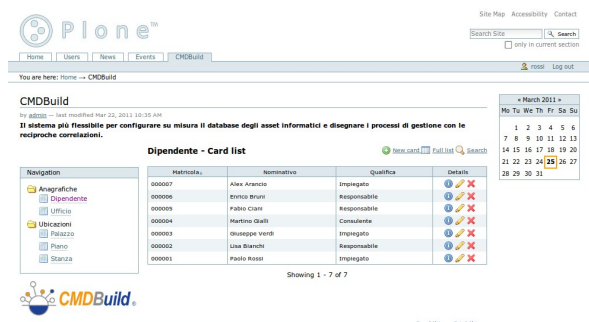 Site Map Accessibility Contact
Plone™
Search Site
Search
only in current section
Home Users News Events CMDBuild
rossi Log out
You are here: Home → CMDBuild
CMDBuild
by admin — last modified Mar 22, 2011 10:35 AM
Il sistema più flessibile per configurare su misura il database degli asset informatici e disegnare i processi di gestione con le
reciproche correlazioni.
Dipendente - Card list
New card Full list Search
Navigation
Anagrafiche
Dipendente
Ufficio
Ubicazioni
Palazzo
Piano
Stanza
Matricola Nominativo Qualifica Details
000007 Alex Arancio Impiegato
000006 Enrico Bruni Responsabile
000005 Fabio Ciani Responsabile
000004 Martino Gialli Consulente
000003 Giuseppe Verdi Impiegato
000002 Lisa Bianchi Responsabile
000001 Paolo Rossi Impiegato
Showing 1 - 7 of 7
« March 2011 »
Mo Tu We Th Fr Sa Su
1 2 3 4 5 6
7 8 9 10 11 12 13
14 15 16 17 18 19 20
21 22 23 24 25 26 27
28 29 30 31
CMDBuild ®